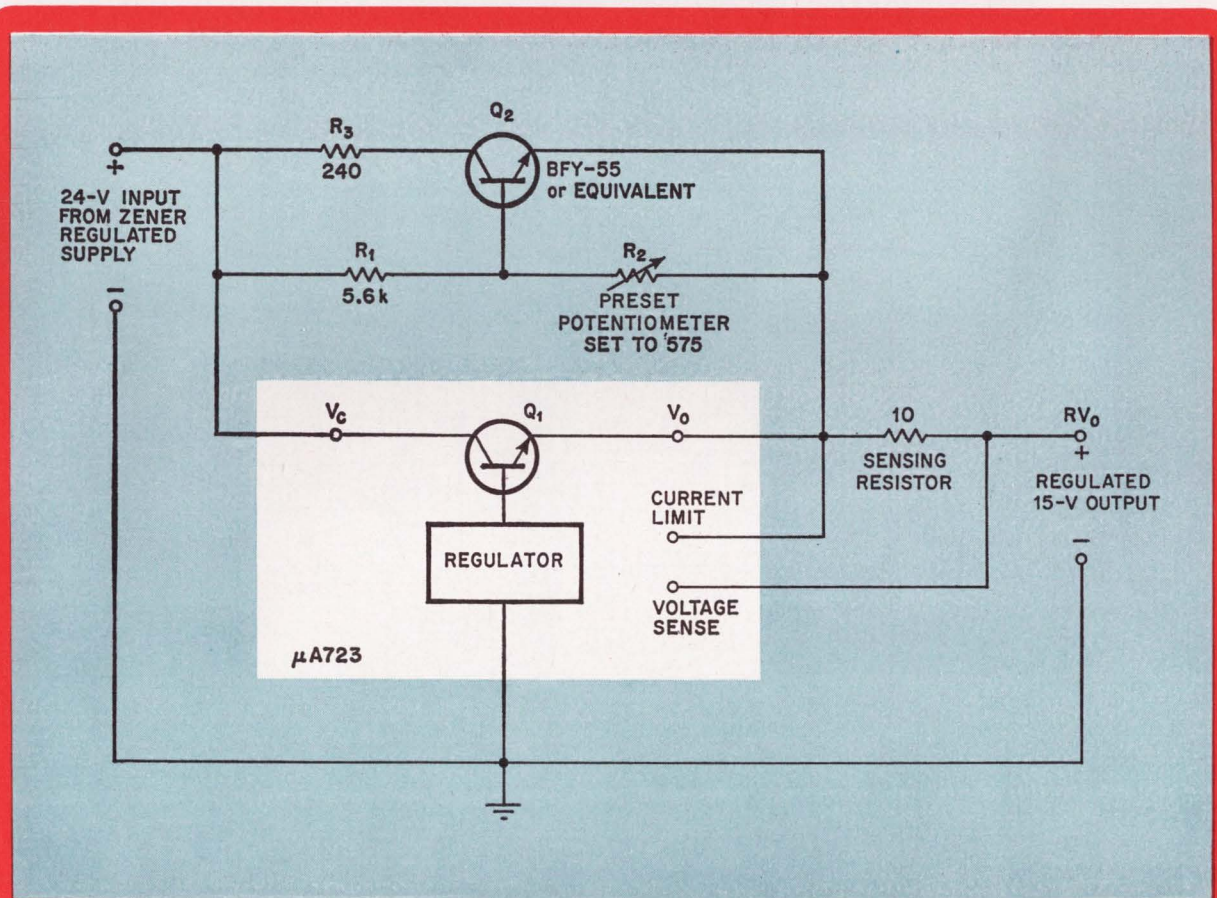 Q2
R3
240
BFY-55
or EQUIVALENT
+
24-V INPUT
FROM ZENER
REGULATED
SUPPLY
−
R1
5.6k
R2
PRESET
POTENTIOMETER
SET TO 575
VC
Q1
VO
10
SENSING
RESISTOR
RVO
+
REGULATED
15-V OUTPUT
−
CURRENT
LIMIT
REGULATOR
VOLTAGE
SENSE
μA723